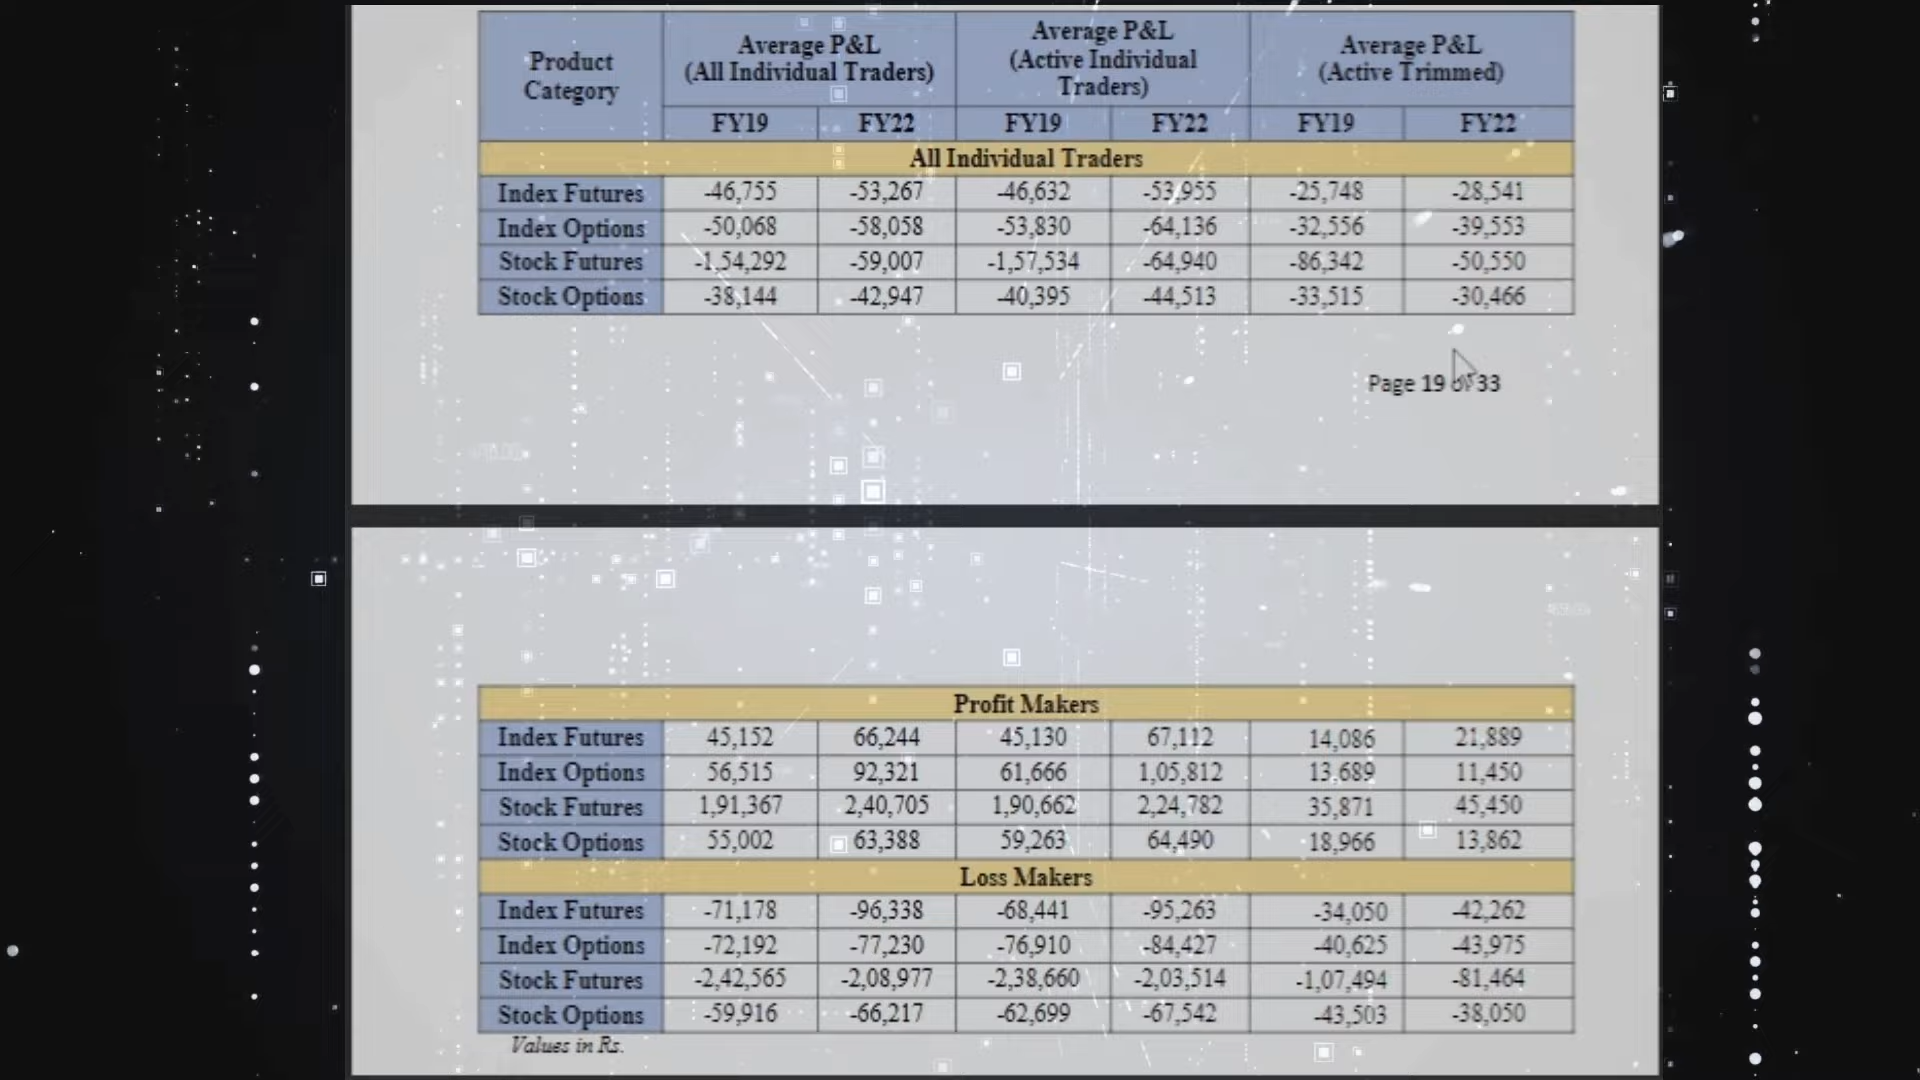 Product Category
Average P&L (All Individual Traders)
Average P&L (Active Individual Traders)
Average P&L (Active Trimmed)
FY19 FY22 FY19 FY22 FY19 FY22
All Individual Traders
Index Futures -46,755 -53,267 -46,632 -53,955 -25,748 -28,541
Index Options -50,068 -58,058 -53,830 -64,136 -32,556 -39,553
Stock Futures -1,54,292 -59,007 -1,57,534 -64,940 -86,342 -50,550
Stock Options -38,144 -42,947 -40,395 -44,513 -33,515 -30,466
Page 19 of 33
Profit Makers
Index Futures 45,152 66,244 45,130 67,112 14,086 21,889
Index Options 56,515 92,321 61,666 1,05,812 13,689 11,450
Stock Futures 1,91,367 2,40,705 1,90,662 2,24,782 35,871 45,450
Stock Options 55,002 63,388 59,263 64,490 18,966 13,862
Loss Makers
Index Futures -71,178 -96,338 -68,441 -95,263 -34,050 -42,262
Index Options -72,192 -77,230 -76,910 -84,427 -40,625 -43,975
Stock Futures -2,42,565 -2,08,977 -2,38,660 -2,03,514 -1,07,494 -81,464
Stock Options -59,916 -66,217 -62,699 -67,542 -43,503 -38,050
Values in Rs.